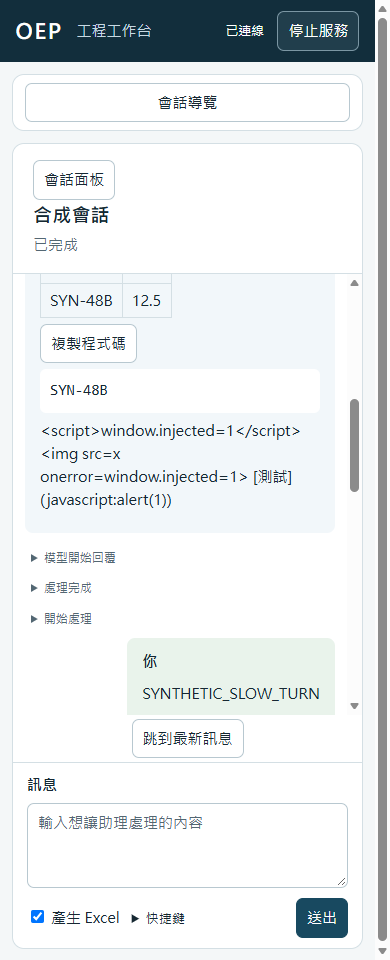 OEP 工程工作台 已連線 停止服務
會話導覽
會話面板
合成會話
已完成
SYN-48B 12.5
複製程式碼
SYN-48B
<script>window.injected=1</script>
<img src=x
onerror=window.injected=1> [測試]
(javascript:alert(1))
模型開始回覆
處理完成
開始處理
你
SYNTHETIC_SLOW_TURN
跳到最新訊息
訊息
輸入想讓助理處理的內容
產生 Excel 快捷鍵 送出